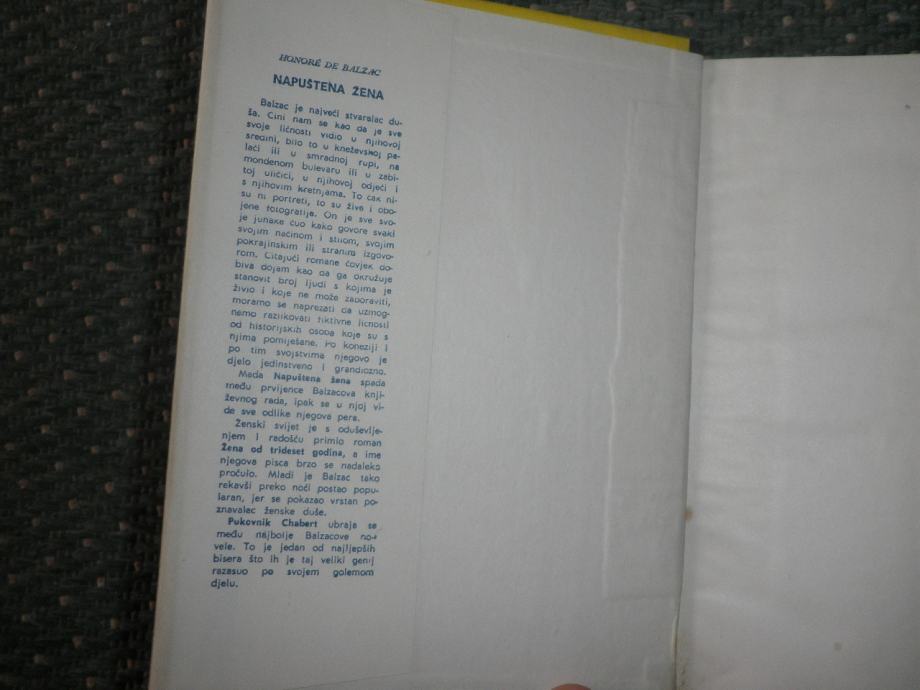 HONORÉ DE BALZAC
NAPUŠTENA ŽENA
Balzac je najveći stvaralac du-
ša. Čini nam se kao da je sve
svoje ličnosti vidio u njihovoj
sredini, bilo to u kneževskoj pa-
lači ili u smradnoj rupi, na
mondenom bulevaru ili u zabi-
toj uličici, u njihovoj odjeći i
s njihovim kretnjama. To čak ni-
su ni portreti, to su žive i obo-
jene fotografije. On je sve svo-
je junake čuo kako govore svaki
svojim načinom i stilom, svojim
pokrajinskim ili stranim izgovo-
rom. Čitajući romane čovjek do-
biva dojam kao da ga okružuje
stanovit broj ljudi s kojima je
živio i koje ne može zaboraviti,
moramo se naprezati da uzmog-
nemo razlikovati fiktivne ličnosti
od historijskih osoba koje su s
njima pomiješane. Po koneziji i
po tim svojstvima njegovo je
djelo jedinstveno i grandiozno.
Mada Napuštena žena spada
među prvijence Balzacova knji-
ževnog rada, ipak se u njoj vi-
de sve odlike njegova pera.
Ženski svijet je s oduševlje-
njem i radošću primio roman
Žena od trideset godina, a ime
njegova pisca brzo se nadaleko
pročulo. Mladi je Balzac tako
rekavši preko noći postao popu-
laran, jer se pokazao vrstan po-
znavalac ženske duše.
Pukovnik Chabert ubraja se
među najbolje Balzacove no-
vele. To je jedan od najljepših
bisera što ih je taj veliki genij
razasuo po svojem golemom
djelu.